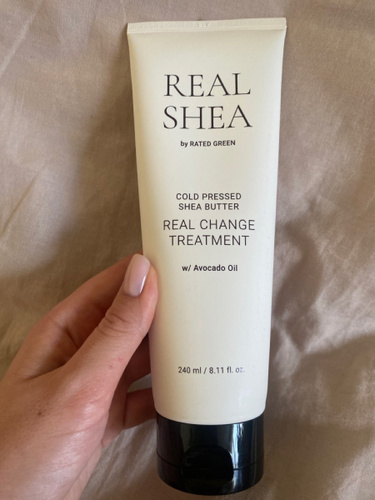 REAL
SHEA
by RATED GREEN
COLD PRESSED
SHEA BUTTER
REAL CHANGE
TREATMENT
w/ Avocado Oil
240 ml / 8.11 fl. oz.